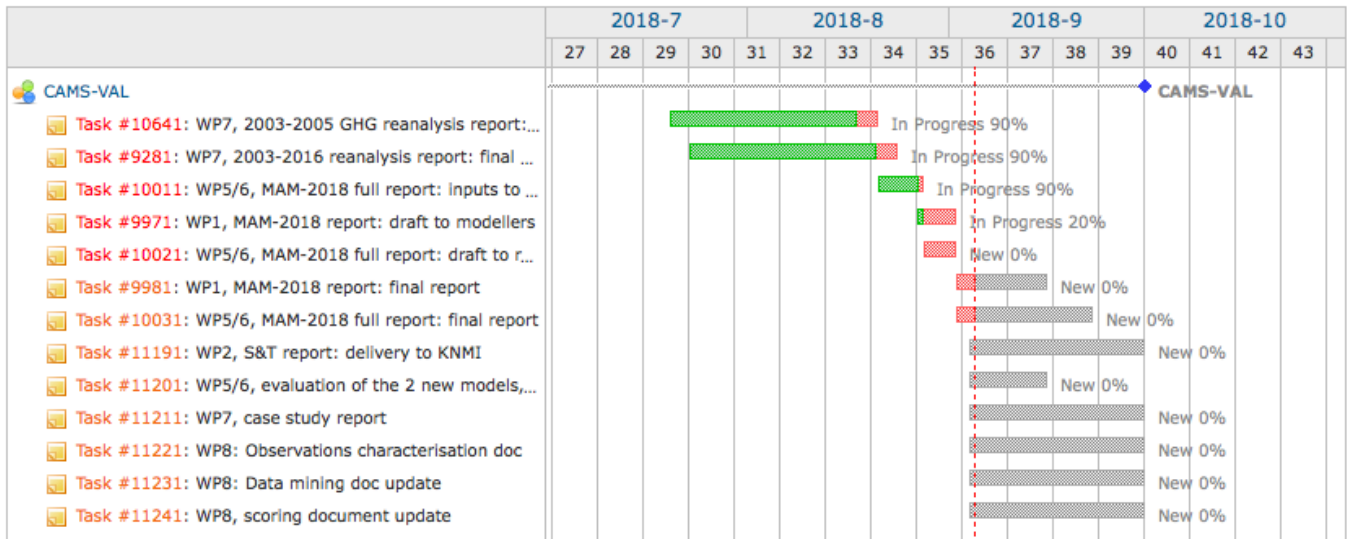 2018-7 2018-8 2018-9 2018-10
27 28 29 30 31 32 33 34 35 36 37 38 39 40 41 42 43
CAMS-VAL CAMS-VAL
Task #10641: WP7, 2003-2005 GHG reanalysis report:... In Progress 90%
Task #9281: WP7, 2003-2016 reanalysis report: final ... In Progress 90%
Task #10011: WP5/6, MAM-2018 full report: inputs to ... In Progress 90%
Task #9971: WP1, MAM-2018 report: draft to modellers In Progress 20%
Task #10021: WP5/6, MAM-2018 full report: draft to r... New 0%
Task #9981: WP1, MAM-2018 report: final report New 0%
Task #10031: WP5/6, MAM-2018 full report: final report New 0%
Task #11191: WP2, S&T report: delivery to KNMI New 0%
Task #11201: WP5/6, evaluation of the 2 new models,... New 0%
Task #11211: WP7, case study report New 0%
Task #11221: WP8: Observations characterisation doc New 0%
Task #11231: WP8: Data mining doc update New 0%
Task #11241: WP8, scoring document update New 0%